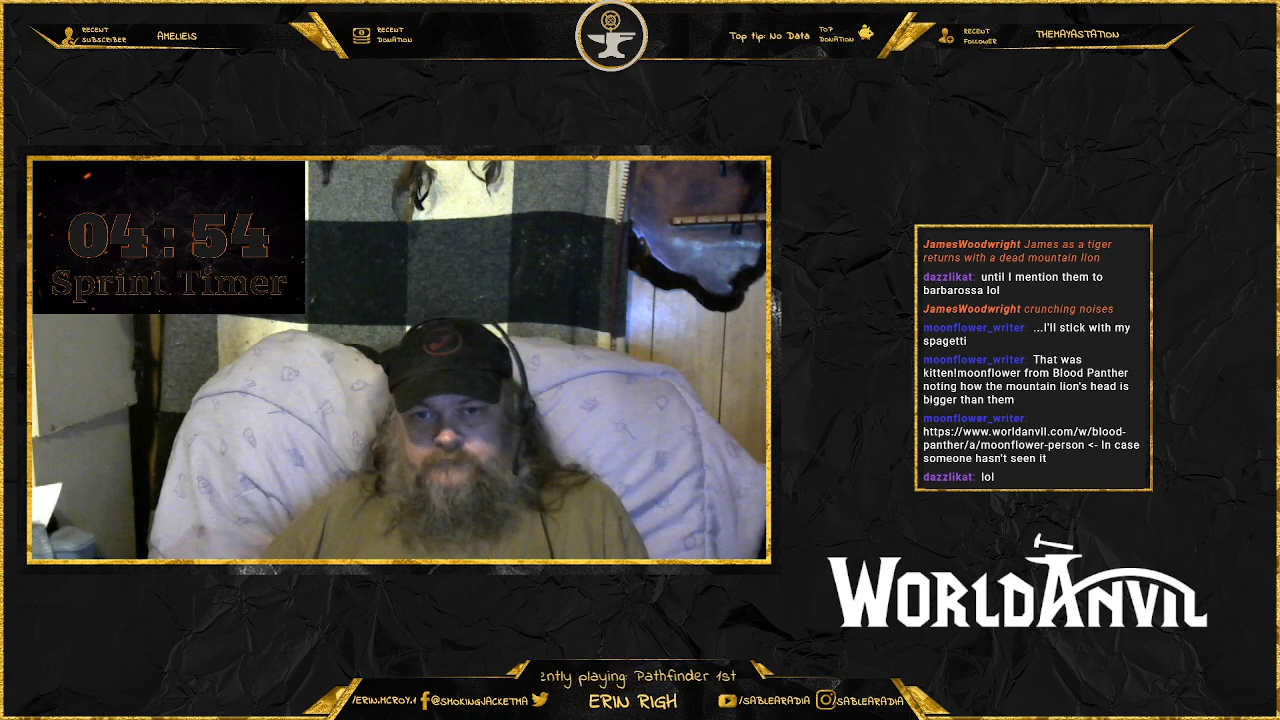 RECENT
SUBSCRIBER
AMELIEIS
RECENT
DONATION
Top tip: No Data
TOP
DONATION
RECENT
FOLLOWER
THEMAYASTATION
04:54
Sprint Timer
JamesWoodwright James as a tiger
returns with a dead mountain lion
dazzlikat: until I mention them to
barbarossa lol
JamesWoodwright crunching noises
moonflower_writer: ...I'll stick with my
spagetti
moonflower_writer: That was
kitten!moonflower from Blood Panther
noting how the mountain lion's head is
bigger than them
moonflower_writer:
https://www.worldanvil.com/w/blood-
panther/a/moonflower-person <- In case
someone hasn't seen it
dazzlikat: lol
WORLDANVIL
ently playing: Pathfinder 1st
/ERIN.MCROY.1
@SMOKINGJACKETMA
ERIN RIGH
/SABLEARADIA
/SABLEARADIA